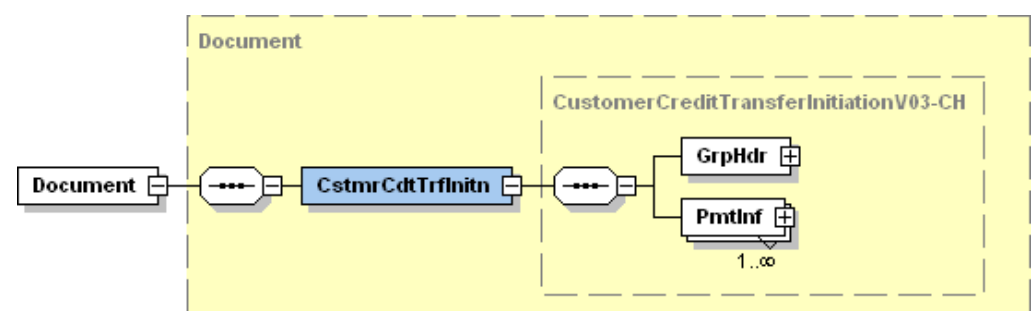 Document
CustomerCreditTransferInitiationV03-CH
GrpHdr
Document
CstmrCdtTrfInitn
PmtInf
1..∞